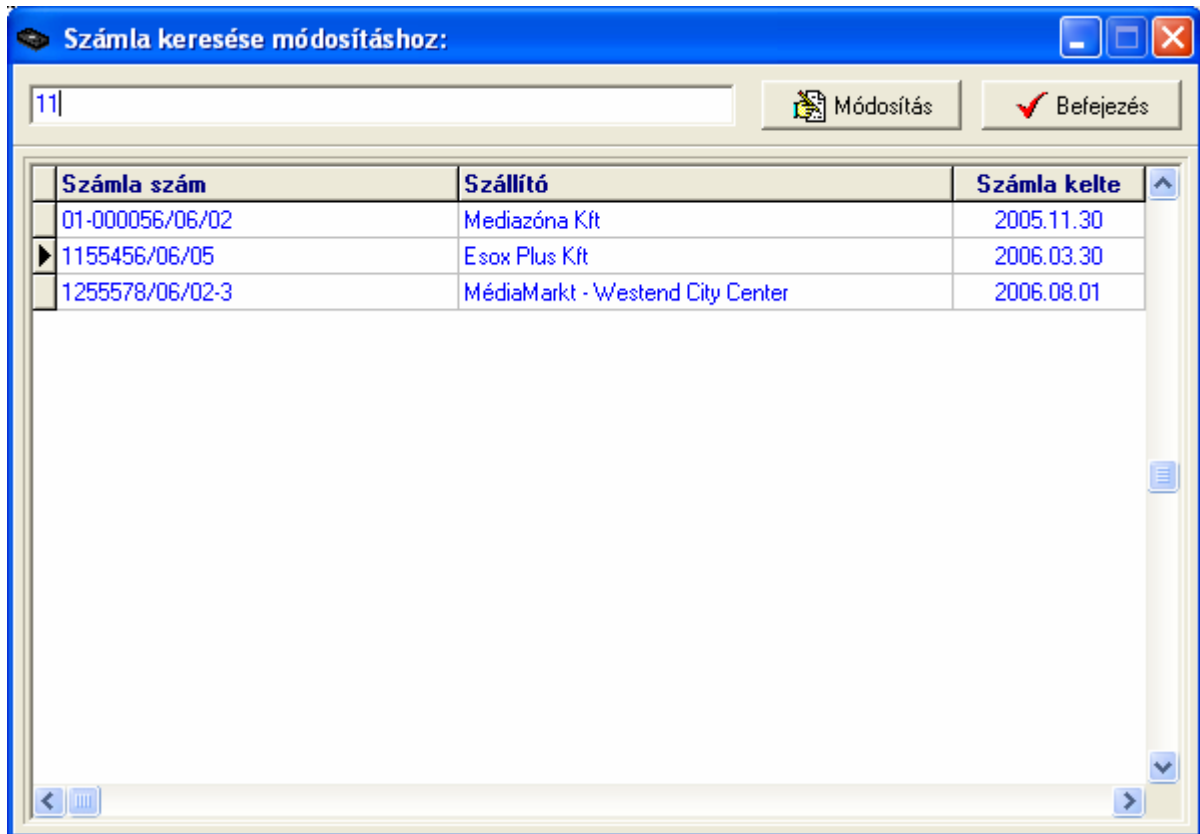 Számla keresése módosításhoz:
11 Módosítás Befejezés
Számla szám Szállító Számla kelte
01-000056/06/02 Mediazóna Kft 2005.11.30
1155456/06/05 Esox Plus Kft 2006.03.30
1255578/06/02-3 MédiaMarkt - Westend City Center 2006.08.01